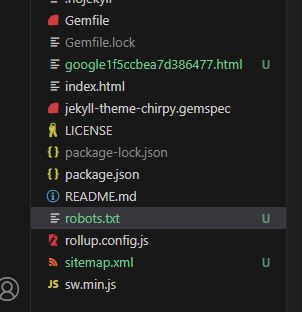 .nojekyll
Gemfile
Gemfile.lock
google1f5ccbea7d386477.html U
index.html
jekyll-theme-chirpy.gemspec
LICENSE
package-lock.json
package.json
README.md
robots.txt U
rollup.config.js
sitemap.xml U
sw.min.js